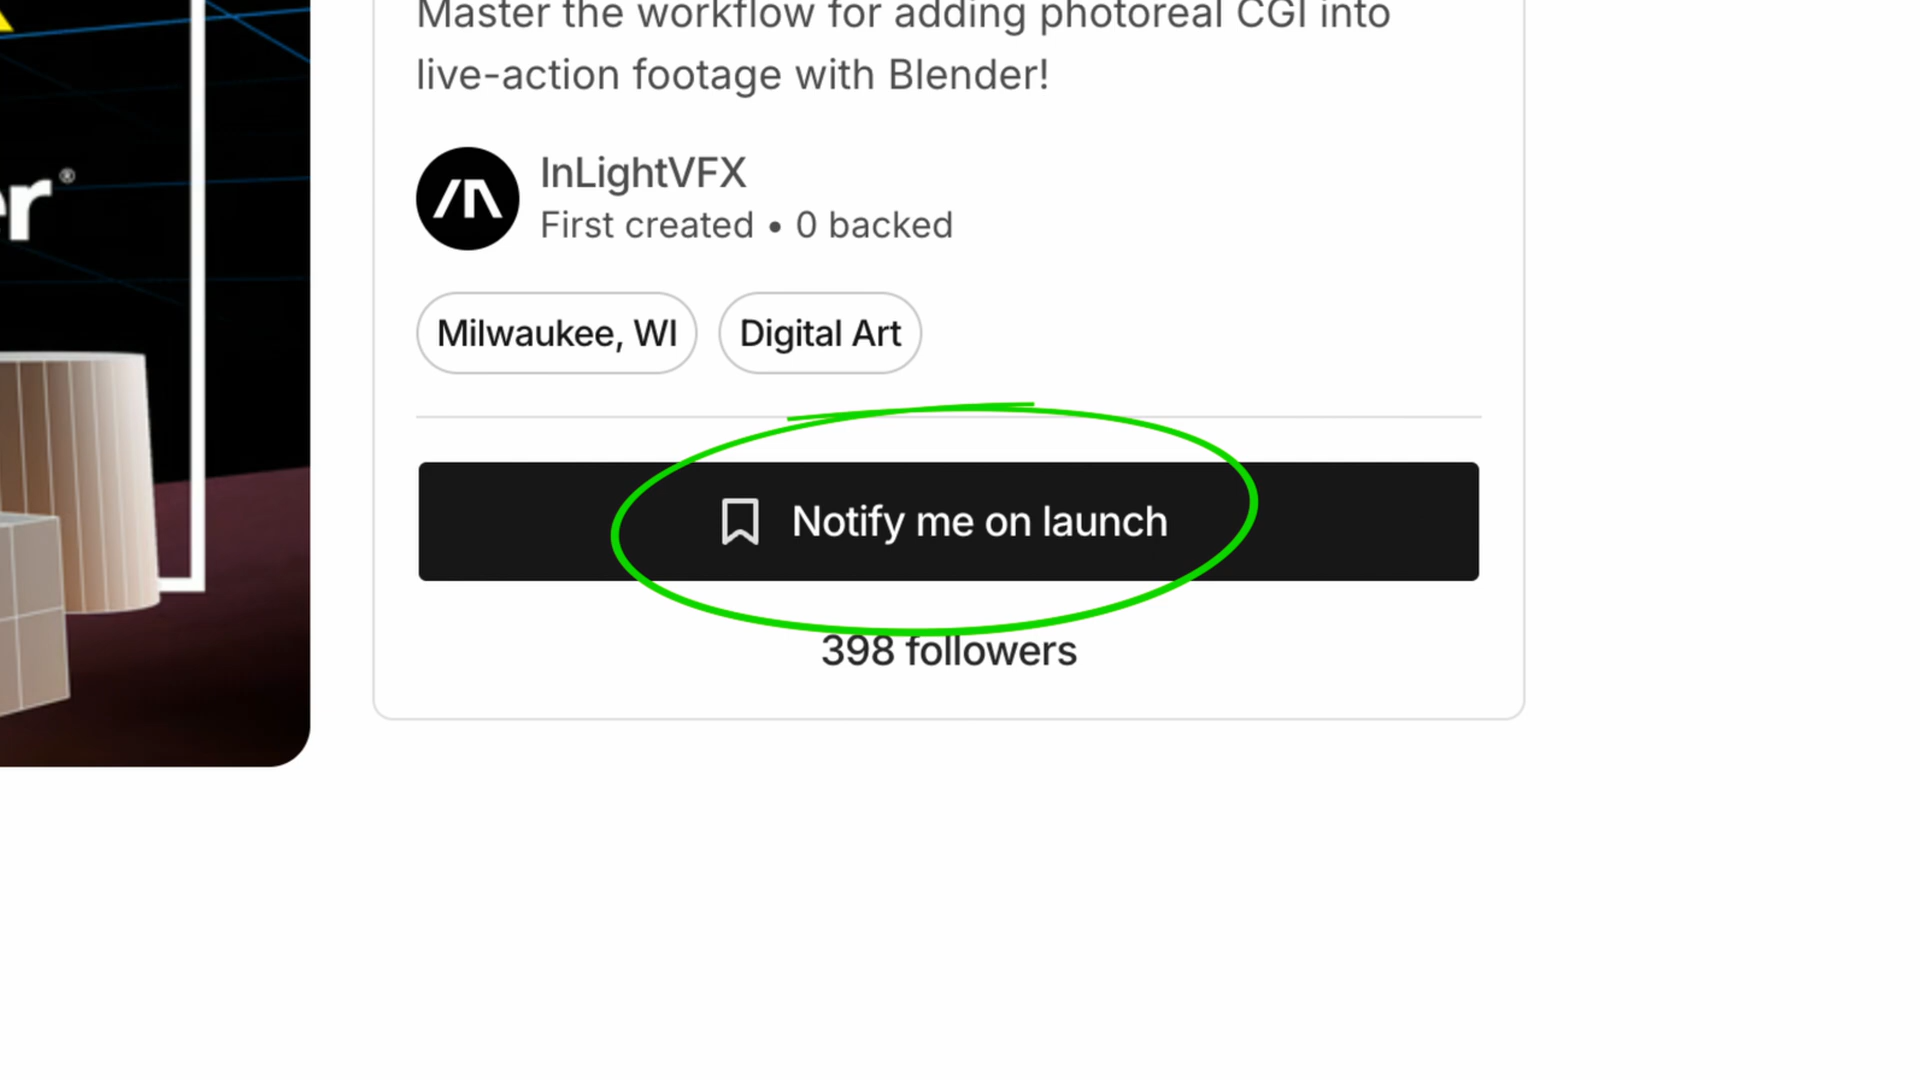 Master the workflow for adding photoreal CGI into
live-action footage with Blender!
er®
InLightVFX
First created • 0 backed
Milwaukee, WI
Digital Art
Notify me on launch
398 followers